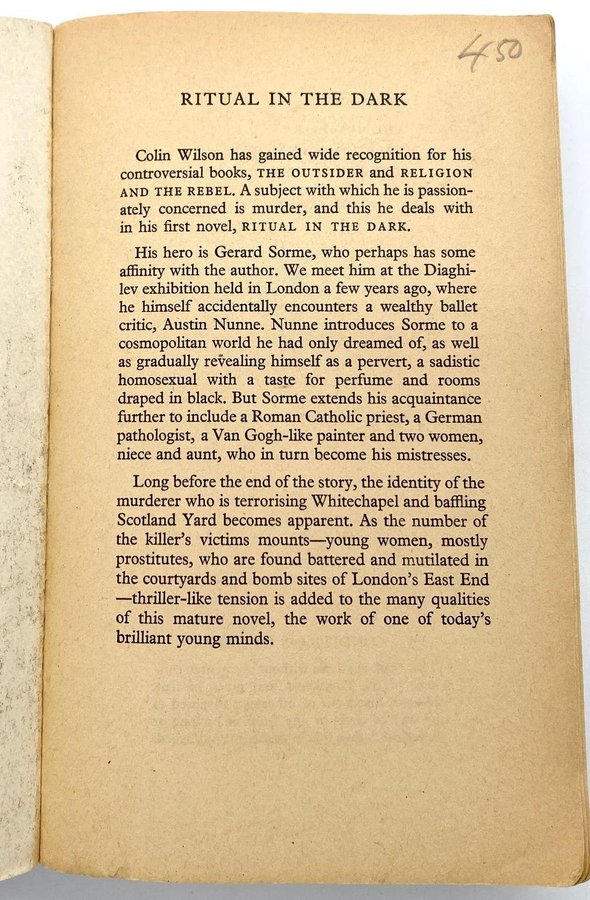 450
RITUAL IN THE DARK
Colin Wilson has gained wide recognition for his
controversial books, THE OUTSIDER and RELIGION
AND THE REBEL. A subject with which he is passion-
ately concerned is murder, and this he deals with
in his first novel, RITUAL IN THE DARK.
His hero is Gerard Sorme, who perhaps has some
affinity with the author. We meet him at the Diaghi-
lev exhibition held in London a few years ago, where
he himself accidentally encounters a wealthy ballet
critic, Austin Nunne. Nunne introduces Sorme to a
cosmopolitan world he had only dreamed of, as well
as gradually revealing himself as a pervert, a sadistic
homosexual with a taste for perfume and rooms
draped in black. But Sorme extends his acquaintance
further to include a Roman Catholic priest, a German
pathologist, a Van Gogh-like painter and two women,
niece and aunt, who in turn become his mistresses.
Long before the end of the story, the identity of the
murderer who is terrorising Whitechapel and baffling
Scotland Yard becomes apparent. As the number of
the killer's victims mounts—young women, mostly
prostitutes, who are found battered and mutilated in
the courtyards and bomb sites of London's East End
—thriller-like tension is added to the many qualities
of this mature novel, the work of one of today's
brilliant young minds.